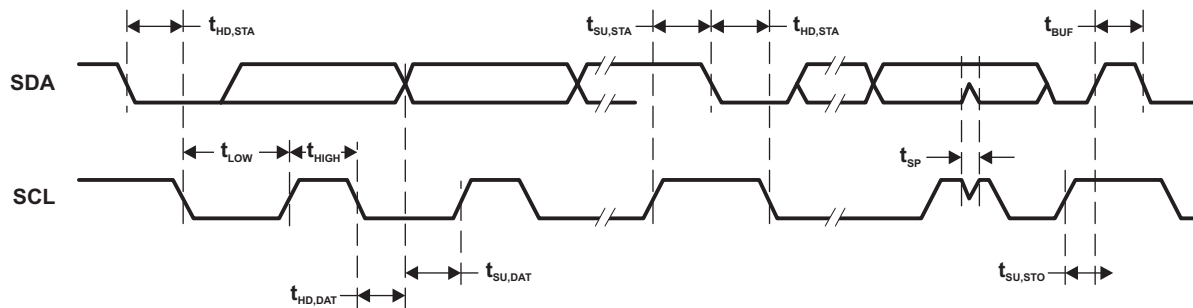 tHD,STA
tSU,STA
tHD,STA
tBUF
SDA
tLOW
tHIGH
tSP
SCL
tSU,DAT
tSU,STO
tHD,DAT